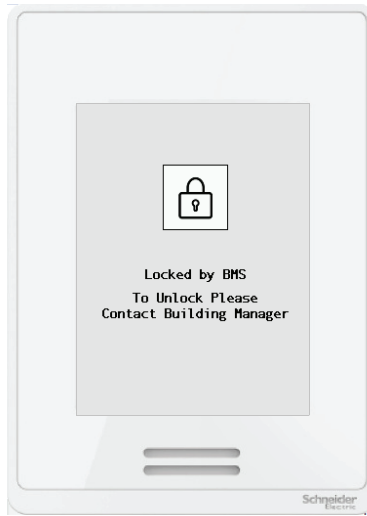 Locked by BMS
To Unlock Please
Contact Building Manager
Schneider
Electric